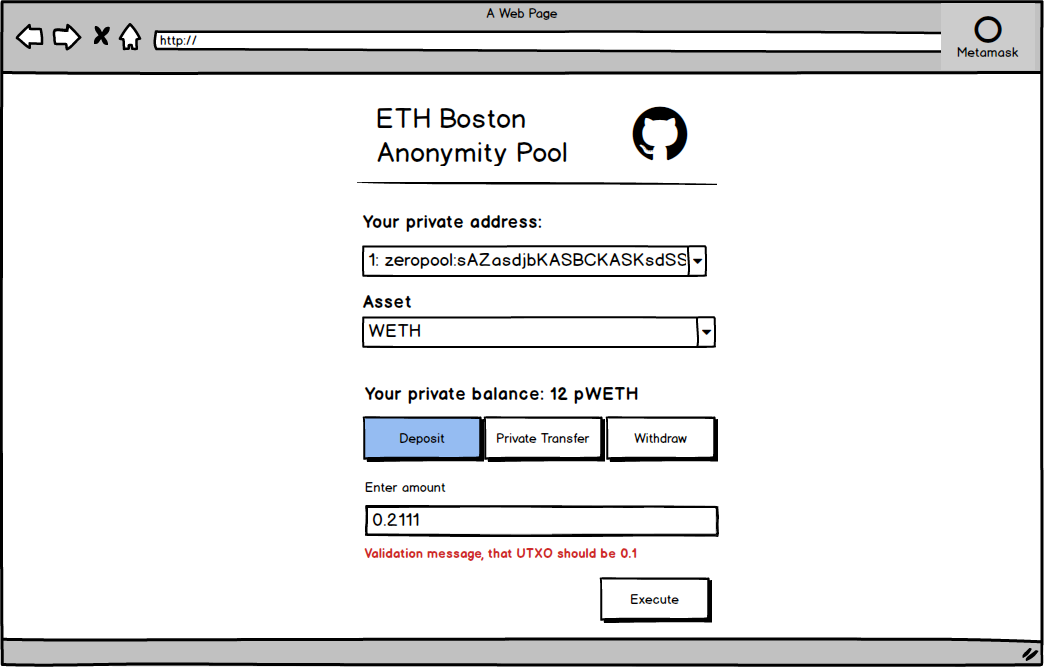 A Web Page
http://
Metamask
ETH Boston
Anonymity Pool
Your private address:
1: zeropool:sAZasdjbKASBCKASKsdSS
Asset
WETH
Your private balance: 12 pWETH
Deposit
Private Transfer
Withdraw
Enter amount
0.2111
Validation message, that UTXO should be 0.1
Execute